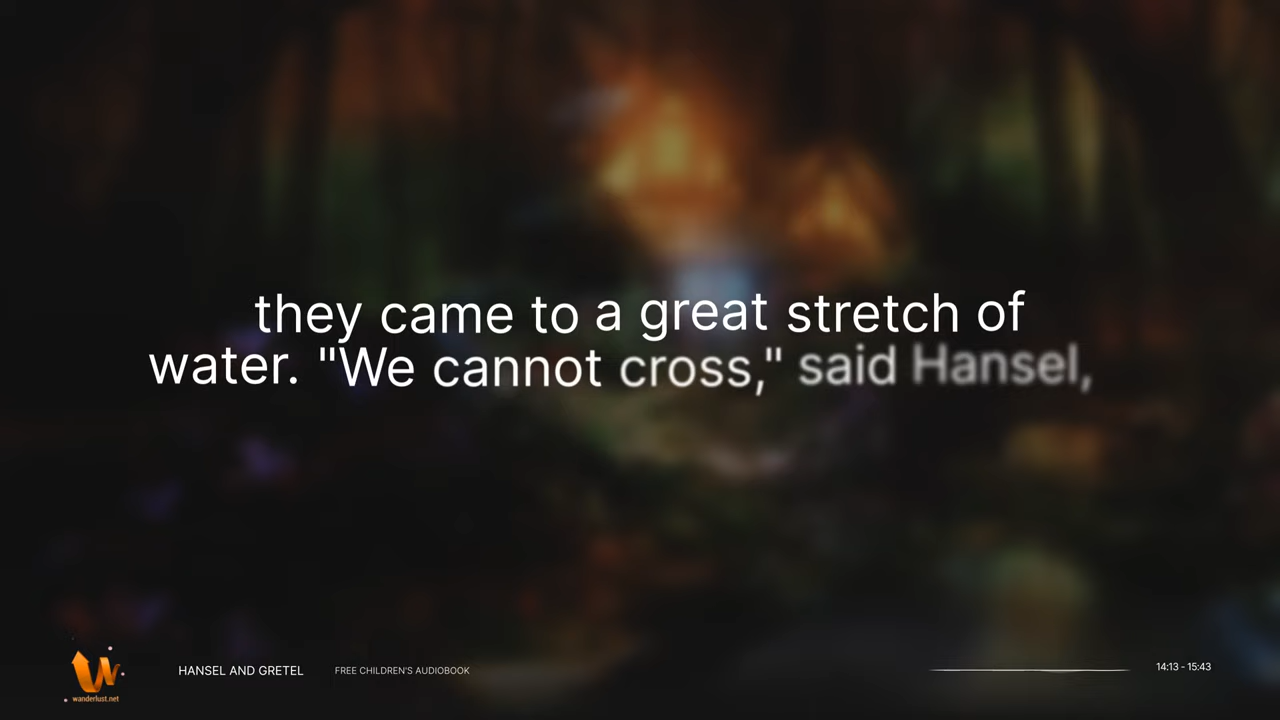 they came to a great stretch of
water. "We cannot cross," said Hansel,
wanderlust.net
HANSEL AND GRETEL
FREE CHILDREN'S AUDIOBOOK
14:13 - 15:43